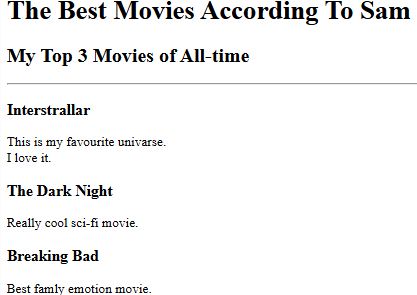 The Best Movies According To Sam
My Top 3 Movies of All-time
Interstrallar
This is my favourite univarse.
I love it.
The Dark Night
Really cool sci-fi movie.
Breaking Bad
Best famly emotion movie.